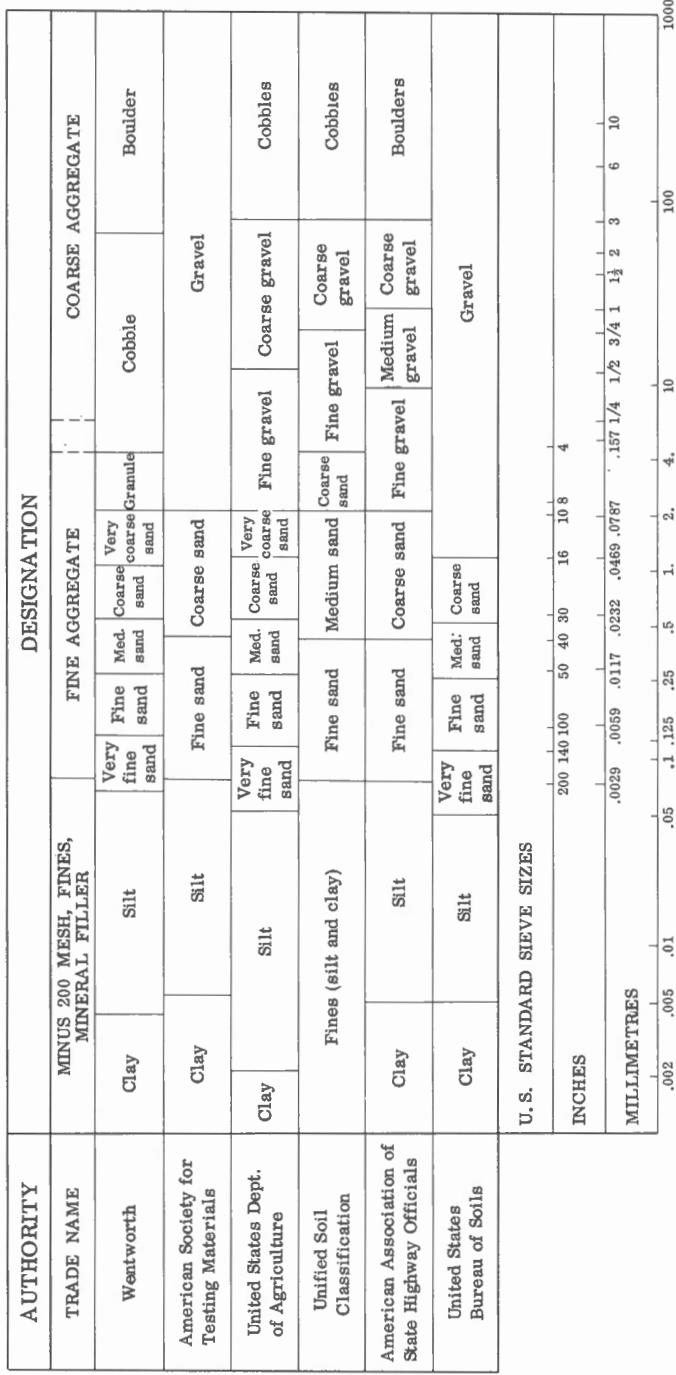 AUTHORITY
DESIGNATION
TRADE NAME
MINUS 200 MESH, FINES,
MINERAL FILLER
FINE AGGREGATE
COARSE AGGREGATE
Wentworth
Clay
Silt
Very
fine
sand
Fine
sand
Med.
sand
Coarse
sand
Very
coarse
sand
Granule
Cobble
Boulder
American Society for
Testing Materials
Clay
Silt
Fine sand
Coarse sand
Gravel
United States Dept.
of Agriculture
Clay
Silt
Very
fine
sand
Fine
sand
Med.
sand
Coarse
sand
Very
coarse
sand
Fine gravel
Coarse gravel
Cobbles
Unified Soil
Classification
Fines (silt and clay)
Fine sand
Medium sand
Coarse
sand
Fine gravel
Coarse
gravel
Cobbles
American Association of
State Highway Officials
Clay
Silt
Fine sand
Coarse sand
Fine gravel
Medium
gravel
Coarse
gravel
Boulders
United States
Bureau of Soils
Clay
Silt
Very
fine
sand
Fine
sand
Med.
sand
Coarse
sand
Gravel
U.S. STANDARD SIEVE SIZES
200 140 100 50 40 30 16 10 8 4
INCHES
.0029 .0059 .0117 .0232 .0469 .0787 .157 1/4 1/2 3/4 1 1½ 2 3 6 10
MILLIMETRES
.002 .005 .01 .05 .1 .125 .25 .5 1. 2. 4. 10 100 1000